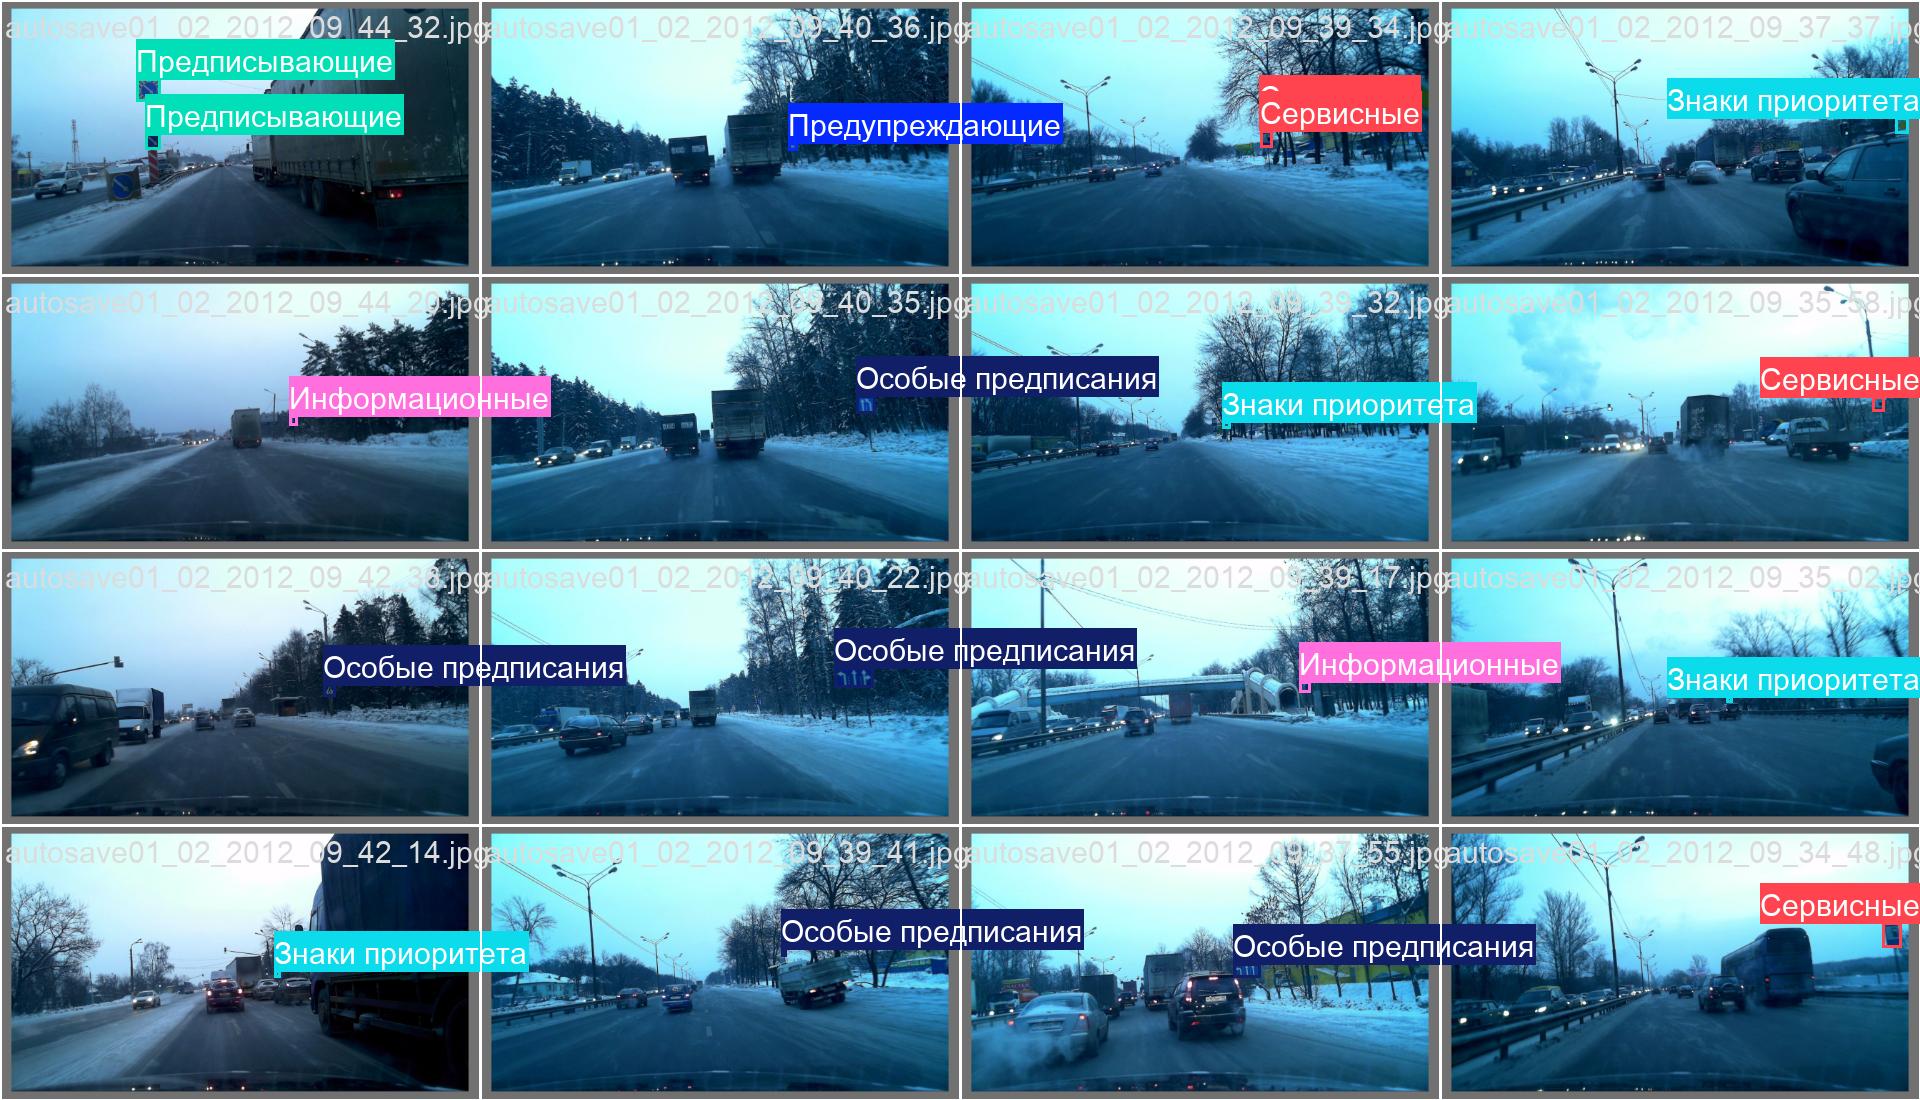 autosave01_02_2012_09_44_32.jpg
Предписывающие
Предписывающие
autosave01_02_2012_09_40_36.jpg
Предупреждающие
autosave01_02_2012_09_39_34.jpg
Сервисные
autosave01_02_2012_09_37_37.jpg
Знаки приоритета
autosave01_02_2012_09_44_29.jpg
Информационные
autosave01_02_2012_09_40_35.jpg
Особые предписания
autosave01_02_2012_09_39_32.jpg
Знаки приоритета
autosave01_02_2012_09_35_58.jpg
Сервисные
Особые предписания
autosave01_02_2012_09_40_22.jpg
Особые предписания
autosave01_02_2012_09_39_17.jpg
Информационные
autosave01_02_2012_09_35_02.jpg
Знаки приоритета
autosave01_02_2012_09_42_14.jpg
Знаки приоритета
autosave01_02_2012_09_39_41.jpg
Особые предписания
autosave01_02_2012_09_37_55.jpg
Особые предписания
autosave01_02_2012_09_34_48.jpg
Сервисные